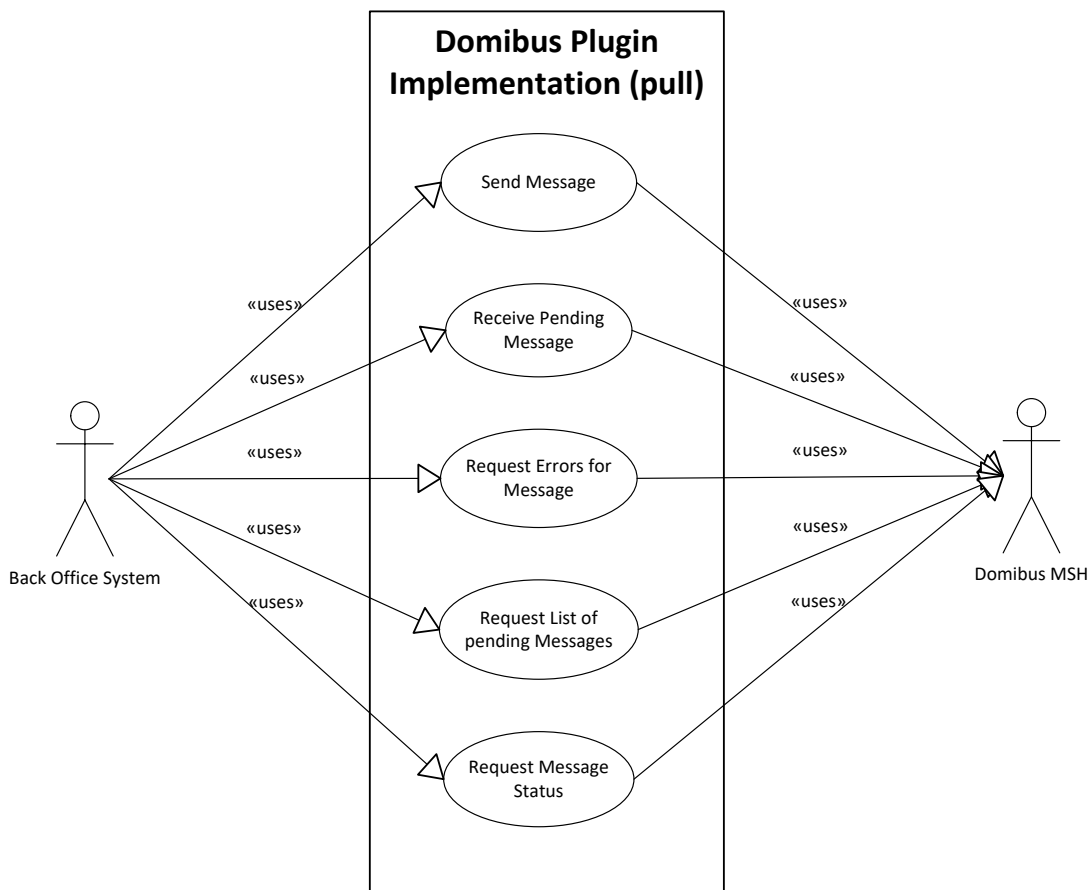 Domibus Plugin
Implementation (pull)
Send Message
«uses»
«uses»
Receive Pending
Message
«uses»
«uses»
«uses»
Request Errors for
Message
«uses»
Back Office System
Domibus MSH
«uses»
Request List of
pending Messages
«uses»
«uses»
«uses»
Request Message
Status